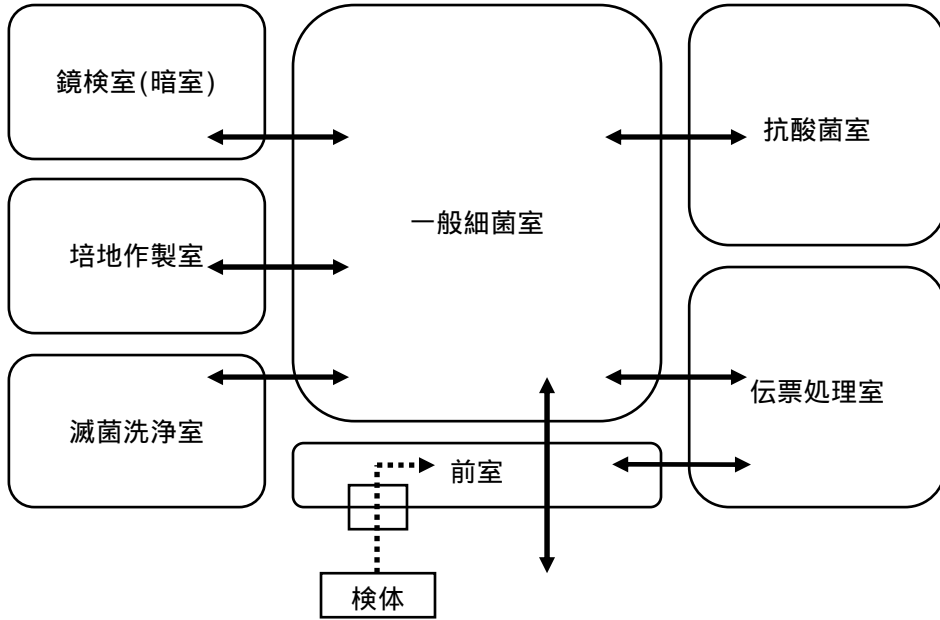 鏡検室(暗室)
抗酸菌室
一般細菌室
培地作製室
伝票処理室
滅菌洗浄室
前室
検体